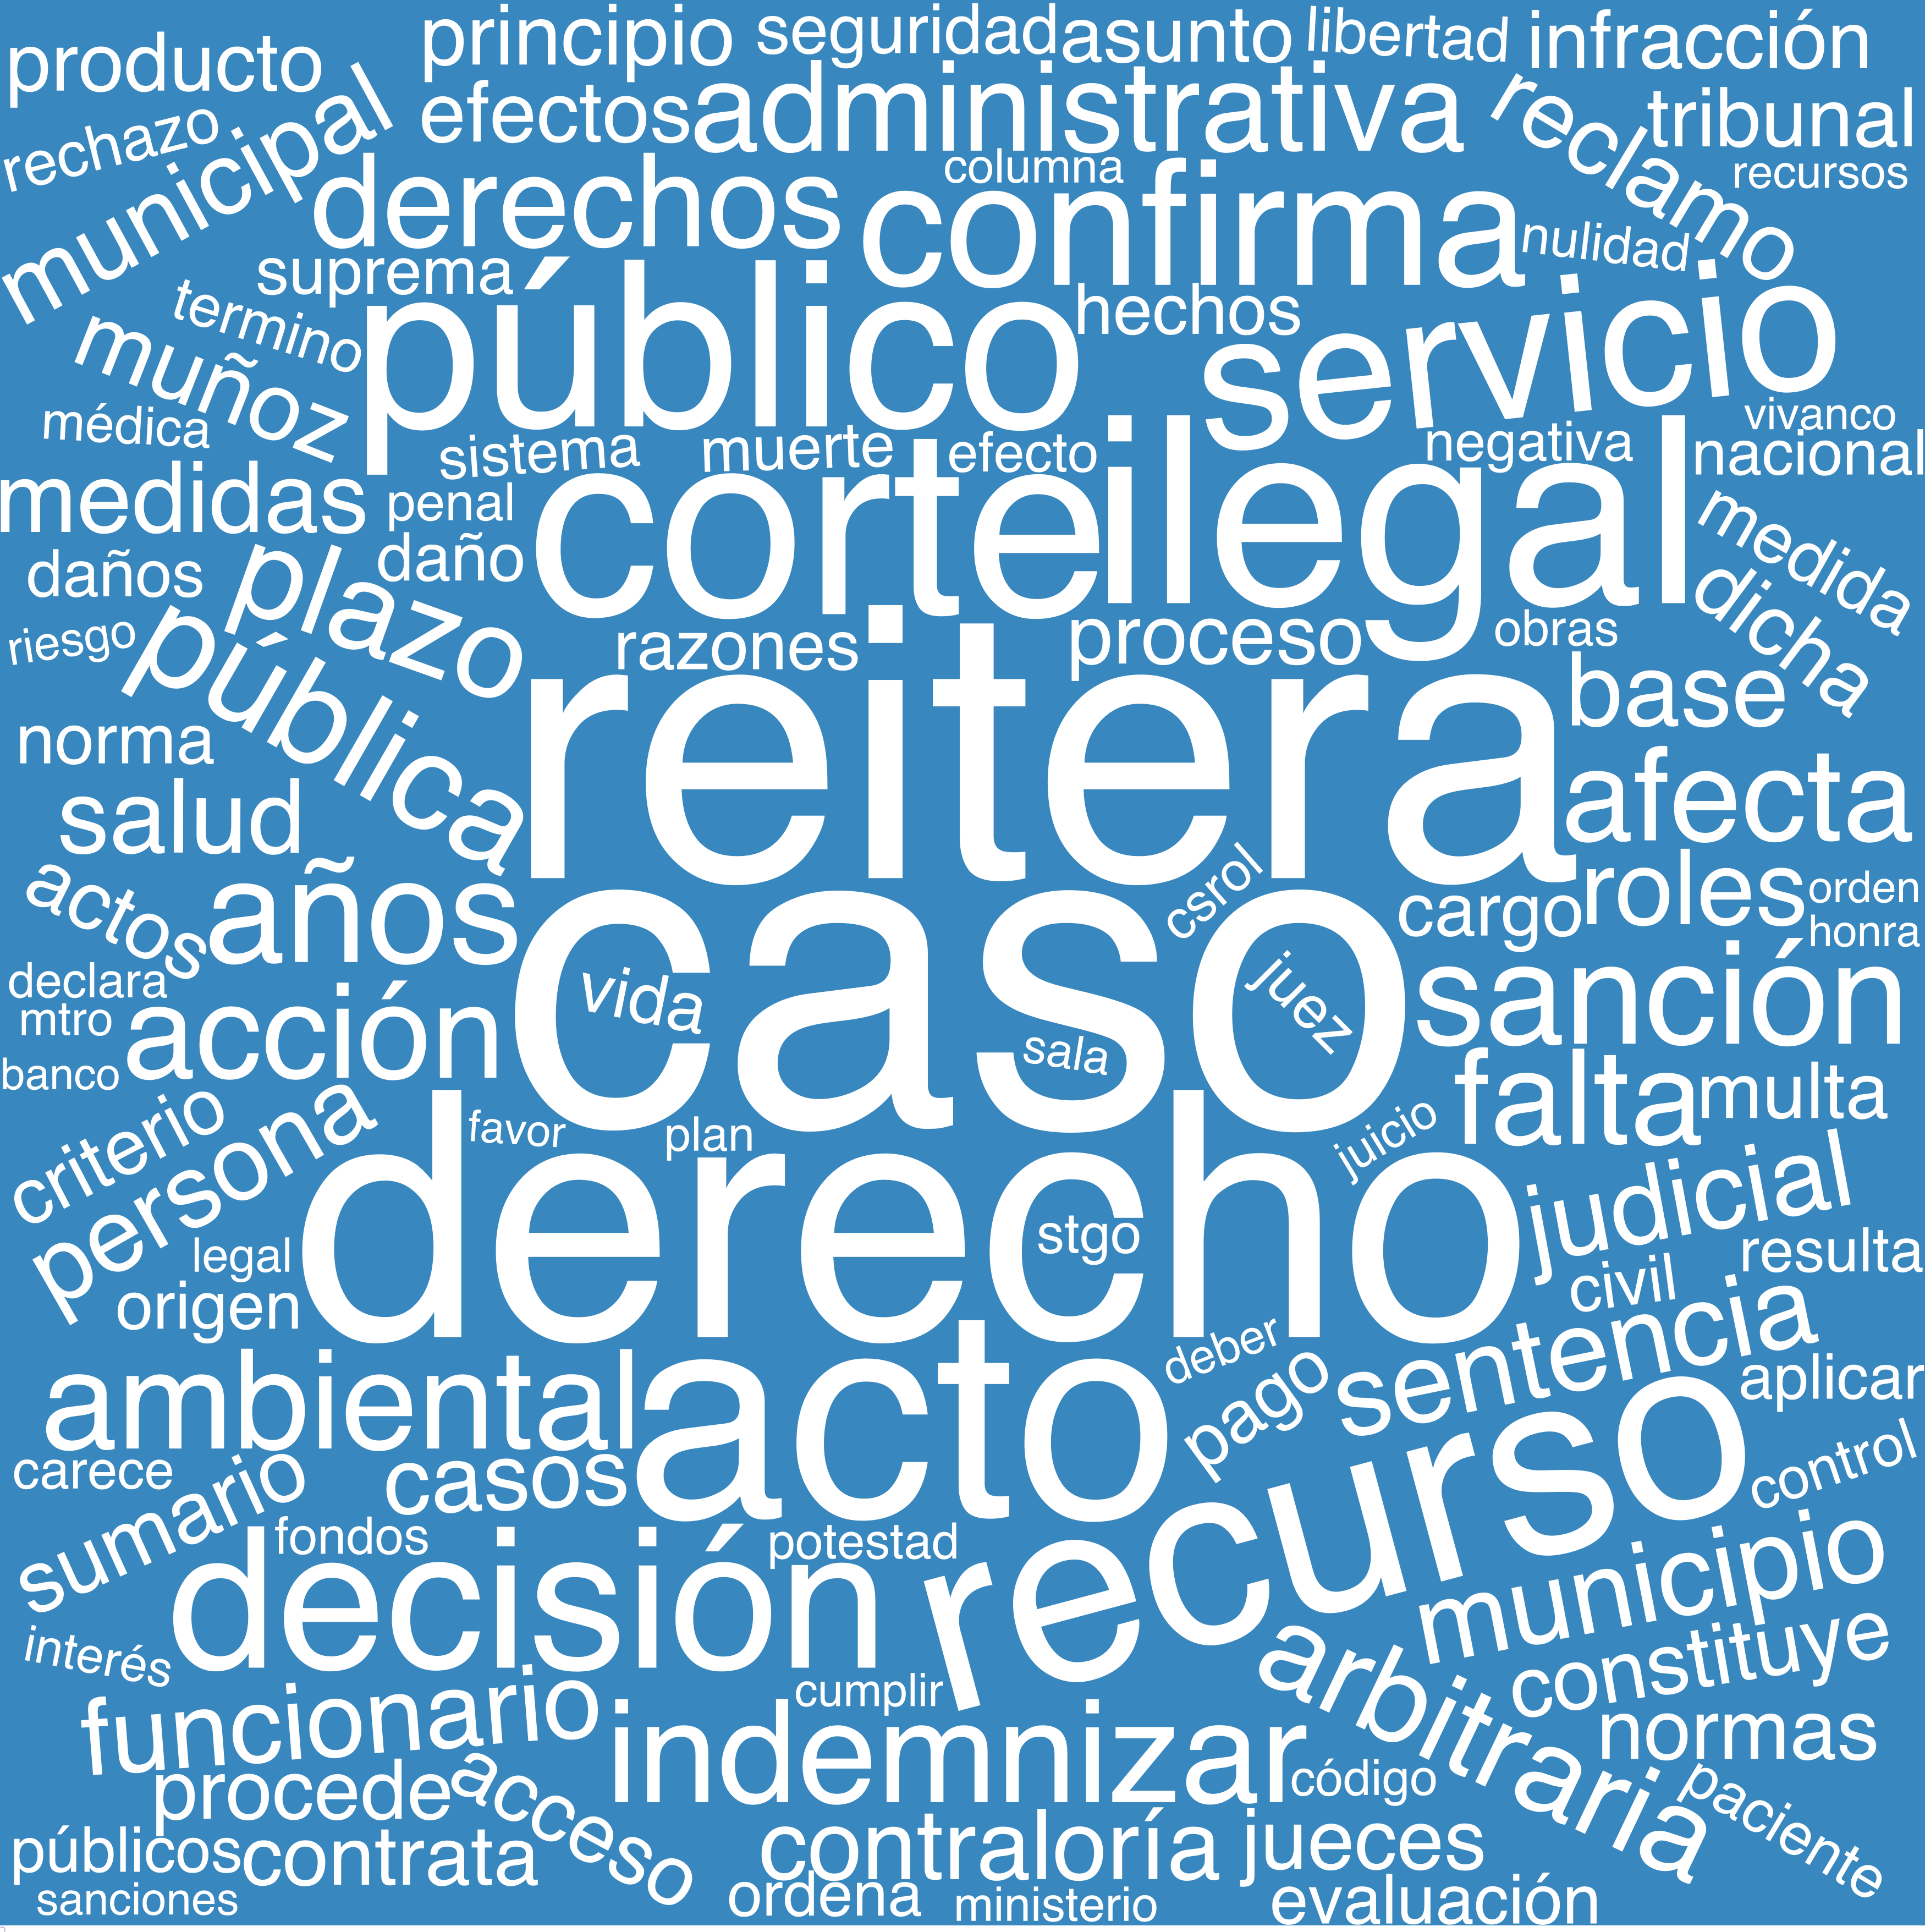 producto
principio
seguridad
asunto
libertad
infracción
rechazo
municipal
efectos
administrativa
reclamo
tribunal
columna
recursos
derechos
confirma
nulidad
suprema
termino
público
hechos
servicio
muñoz
médica
vivanco
sistema
muerte
efecto
negativa
nacional
medidas
penal
corte
ilegal
medida
daños
plazo
daño
dicha
riesgo
pública
razones
proceso
obras
norma
reitera
base
salud
afecta
csrol
actos
años
caso
cargo
roles
orden
honra
declara
vida
juez
mtro
acción
sala
sanción
banco
criterio
persona
favor
plan
juicio
falta
multa
derecho
stgo
judicial
legal
resulta
origen
civil
deber
sentencia
ambiental
acto
pago
aplicar
carece
casos
recurso
control
sumario
fondos
potestad
decisión
municipio
interés
arbitraria
constituye
funcionario
cumplir
indemnizar
normas
procede
acceso
código
paciente
públicos
contrata
contraloría
jueces
sanciones
ordena
ministerio
evaluación